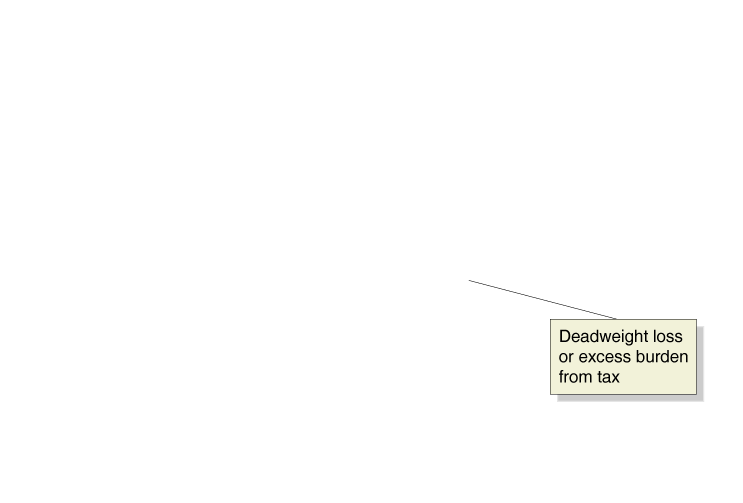 Deadweight loss
or excess burden
from tax